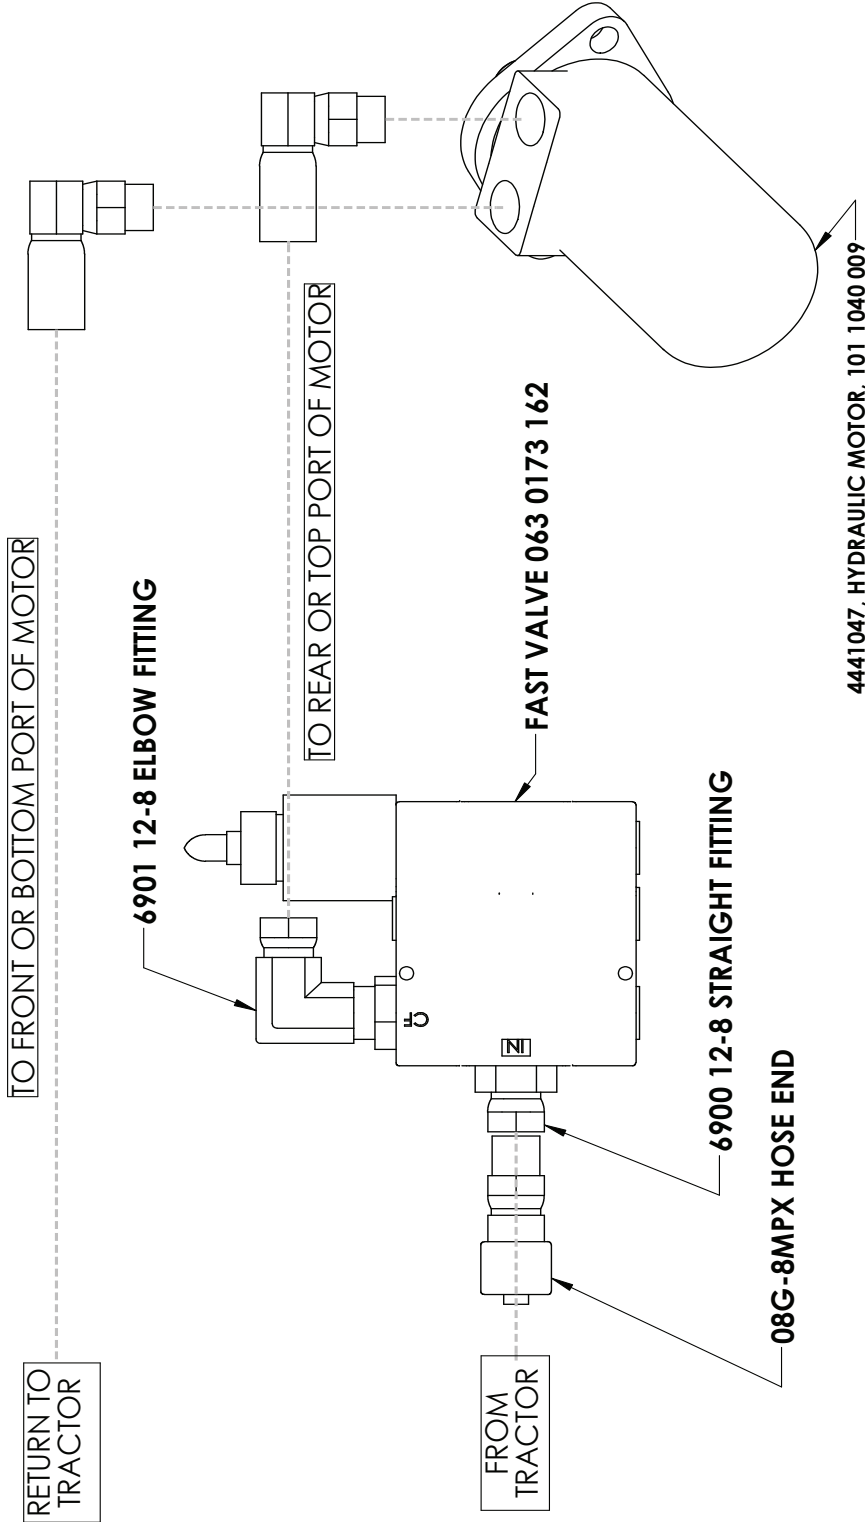 RETURN TO
TRACTOR
TO FRONT OR BOTTOM PORT OF MOTOR
6901 12-8 ELBOW FITTING
TO REAR OR TOP PORT OF MOTOR
CF
IN
FROM
TRACTOR
FAST VALVE 063 0173 162
6900 12-8 STRAIGHT FITTING
08G-8MPX HOSE END
4441047, HYDRAULIC MOTOR, 101 1040 009